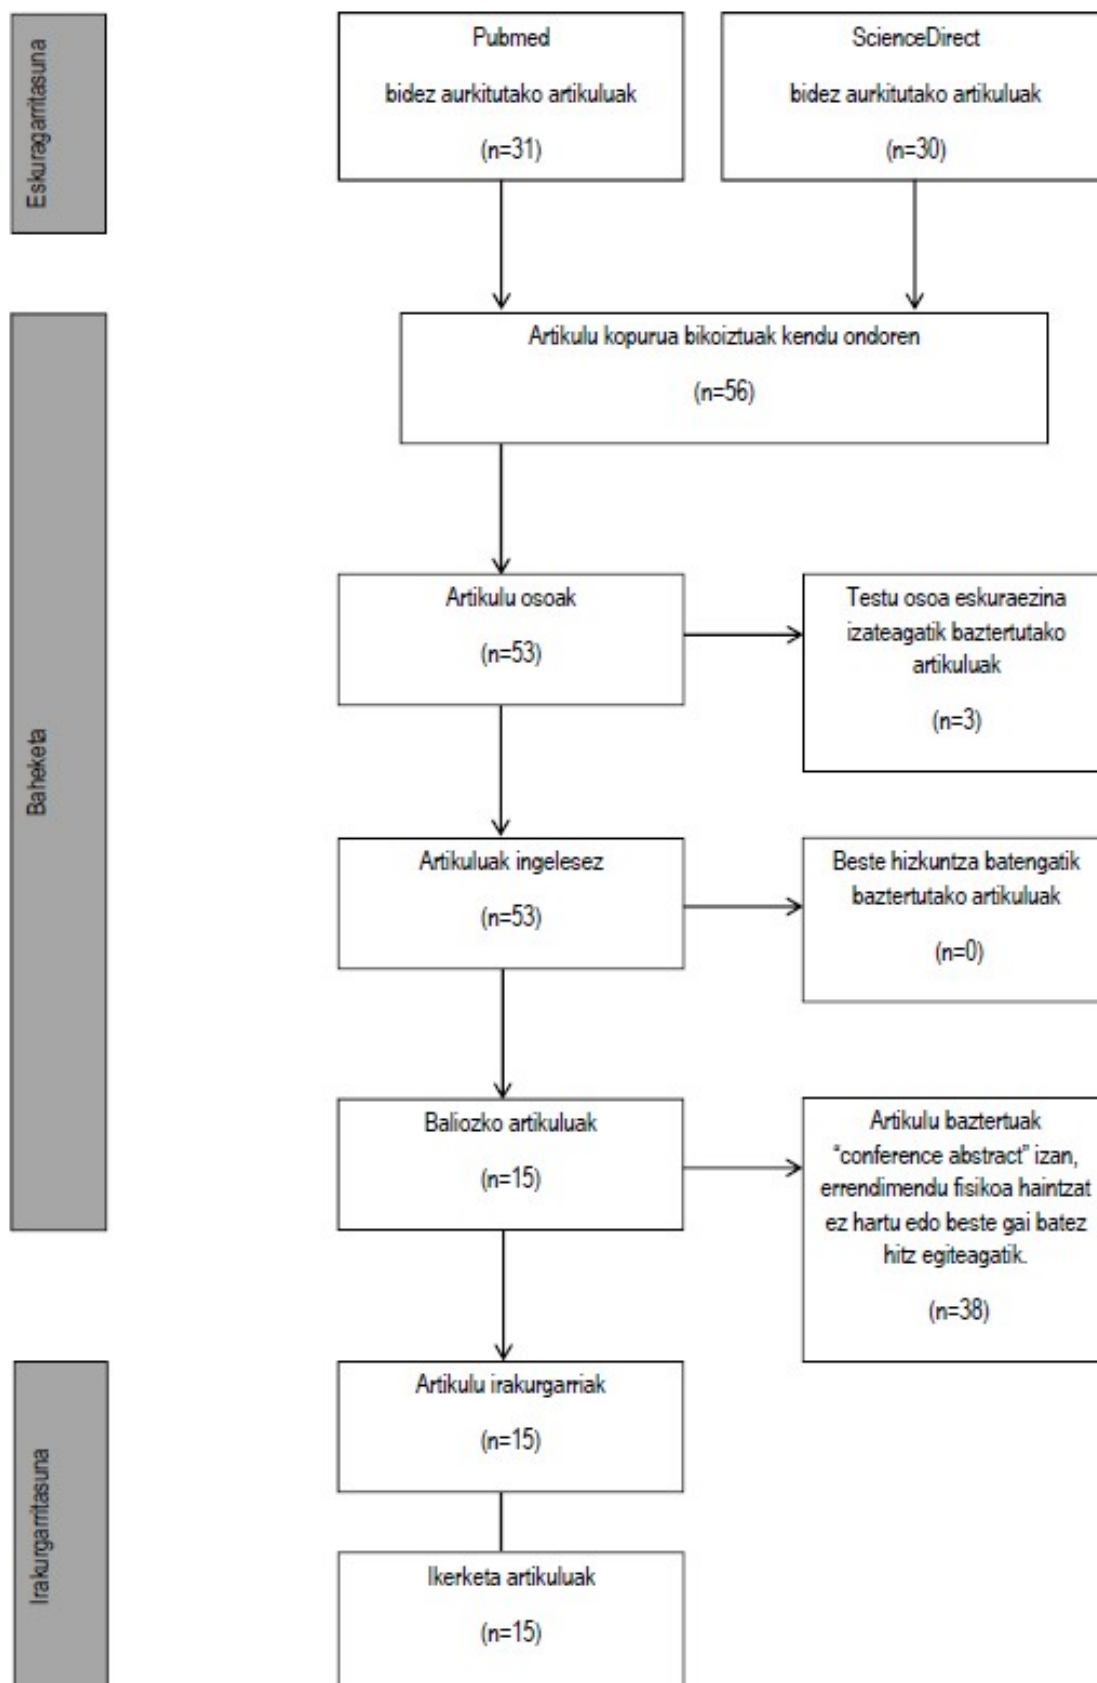 Eskuragarritasuna
Pubmed
bidez aurkitutako artikuluak
(n=31)
ScienceDirect
bidez aurkitutako artikuluak
(n=30)
Baheketa
Artikulu kopurua bikoiztuak kendu ondoren
(n=56)
Artikulu osoak
(n=53)
Testu osoa eskuraezina
izateagatik baztertutako
artikuluak
(n=3)
Artikuluak ingelesez
(n=53)
Beste hizkuntza batengatik
baztertutako artikuluak
(n=0)
Baliozko artikuluak
(n=15)
Artikulu baztertuak
“conference abstract” izan,
errendimendu fisikoa haintzat
ez hartu edo beste gai batez
hitz egiteagatik.
(n=38)
Irakurgarritasuna
Artikulu irakurgarriak
(n=15)
Ikerketa artikuluak
(n=15)